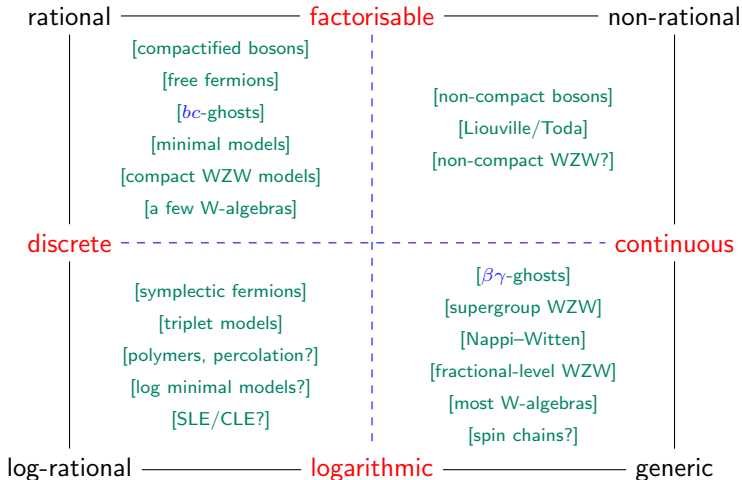 rational factorisable non-rational
[compactified bosons]
[free fermions]
[bc-ghosts]
[minimal models]
[compact WZW models]
[a few W-algebras]
[non-compact bosons]
[Liouville/Toda]
[non-compact WZW?]
discrete continuous
[symplectic fermions]
[triplet models]
[polymers, percolation?]
[log minimal models?]
[SLE/CLE?]
[βγ-ghosts]
[supergroup WZW]
[Nappi–Witten]
[fractional-level WZW]
[most W-algebras]
[spin chains?]
log-rational logarithmic generic